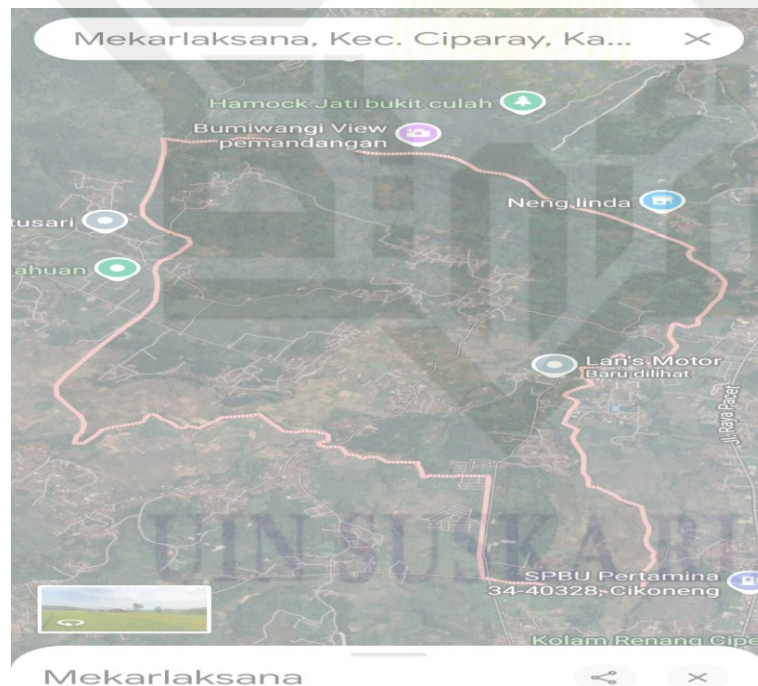 Mekarlaksana, Kec. Ciparay, Ka...
Hamock Jati bukit culah
Bumiwangi View
pemandangan
Neng linda
tusari
ahuan
Lan's Motor
Baru dilihat
Jl. Raya Pacet
UIN SUSKA RI
SPBU Pertamina
34-40328, Cikoneng
Kolam Renang Cipe
Mekarlaksana